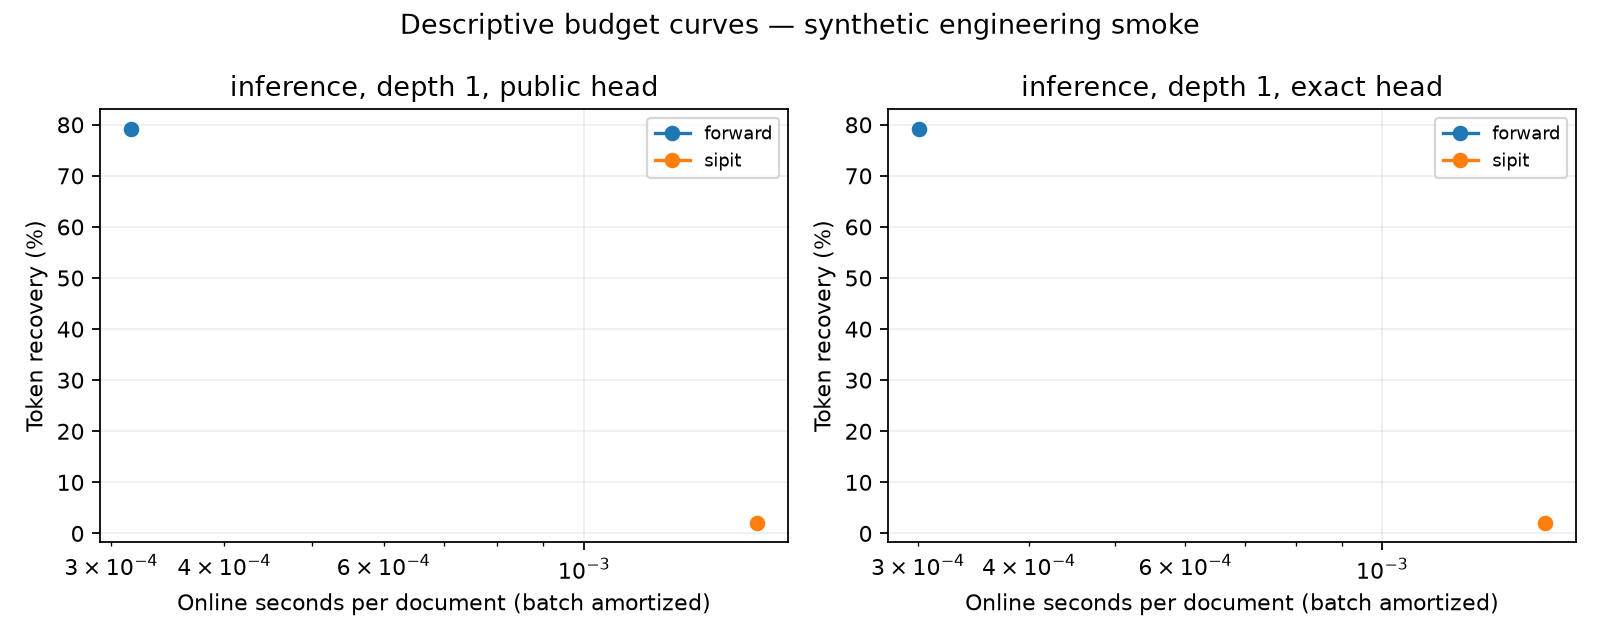 Descriptive budget curves — synthetic engineering smoke
inference, depth 1, public head
80
70
60
50
40
30
20
10
0
Token recovery (%)
forward
sipit
3 × 10⁻⁴
4 × 10⁻⁴
6 × 10⁻⁴
10⁻³
Online seconds per document (batch amortized)
inference, depth 1, exact head
80
70
60
50
40
30
20
10
0
Token recovery (%)
forward
sipit
3 × 10⁻⁴
4 × 10⁻⁴
6 × 10⁻⁴
10⁻³
Online seconds per document (batch amortized)